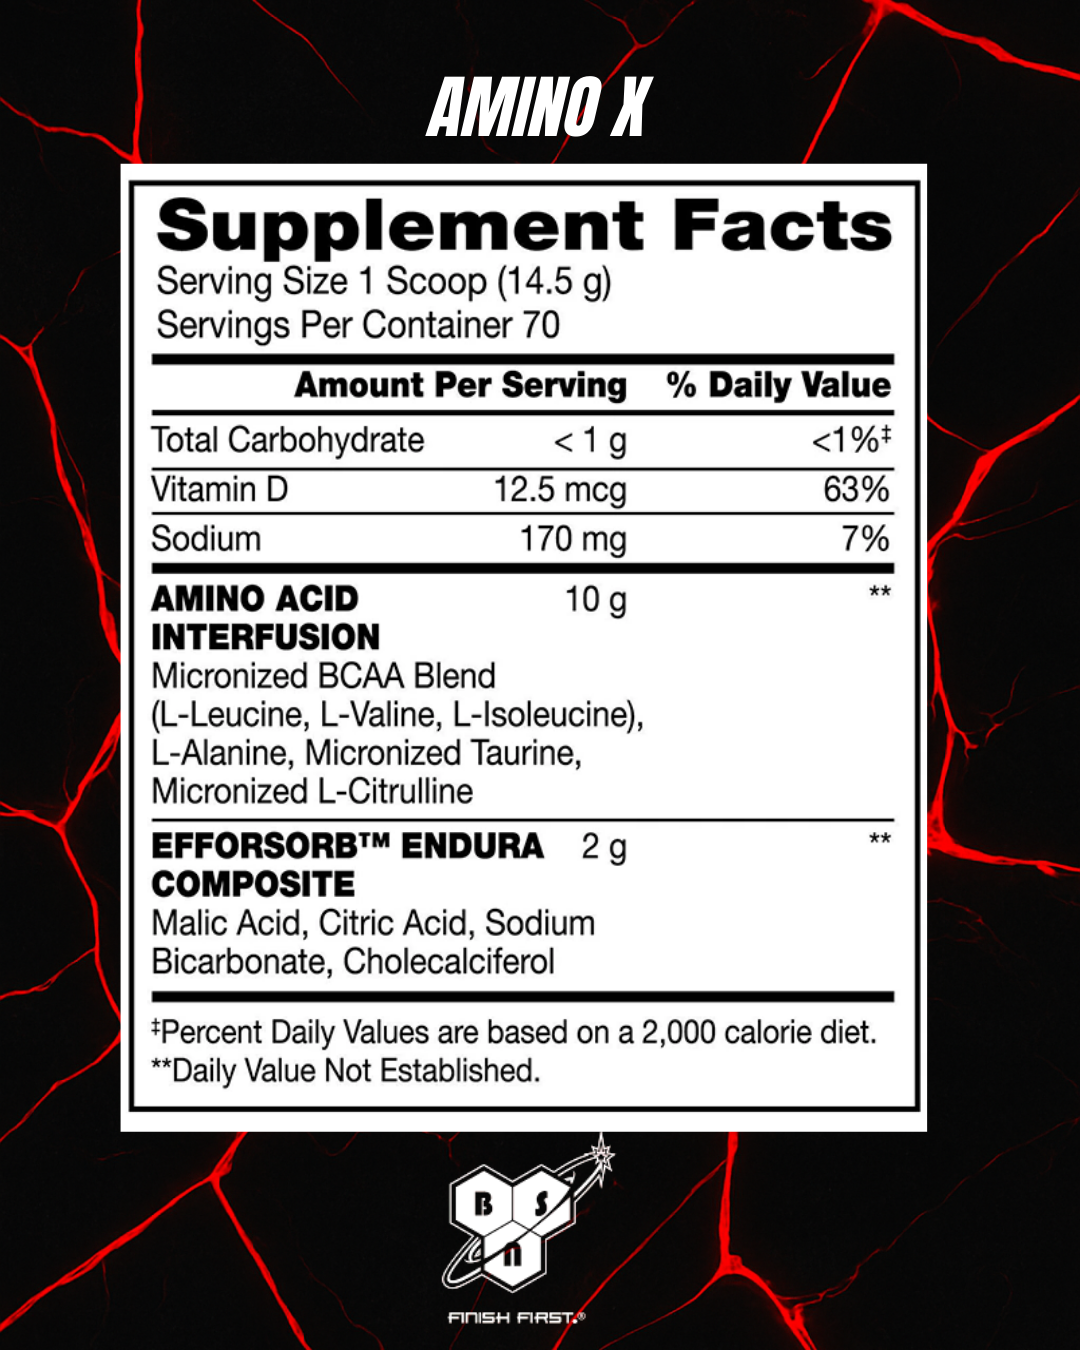 AMINO X
Supplement Facts
Serving Size 1 Scoop (14.5 g)
Servings Per Container 70
Amount Per Serving % Daily Value
Total Carbohydrate < 1 g <1%‡
Vitamin D 12.5 mcg 63%
Sodium 170 mg 7%
AMINO ACID 10 g **
INTERFUSION
Micronized BCAA Blend
(L-Leucine, L-Valine, L-Isoleucine),
L-Alanine, Micronized Taurine,
Micronized L-Citrulline
EFFORSORB™ ENDURA 2 g **
COMPOSITE
Malic Acid, Citric Acid, Sodium
Bicarbonate, Cholecalciferol
‡Percent Daily Values are based on a 2,000 calorie diet.
**Daily Value Not Established.
B S
n
FINISH FIRST.®